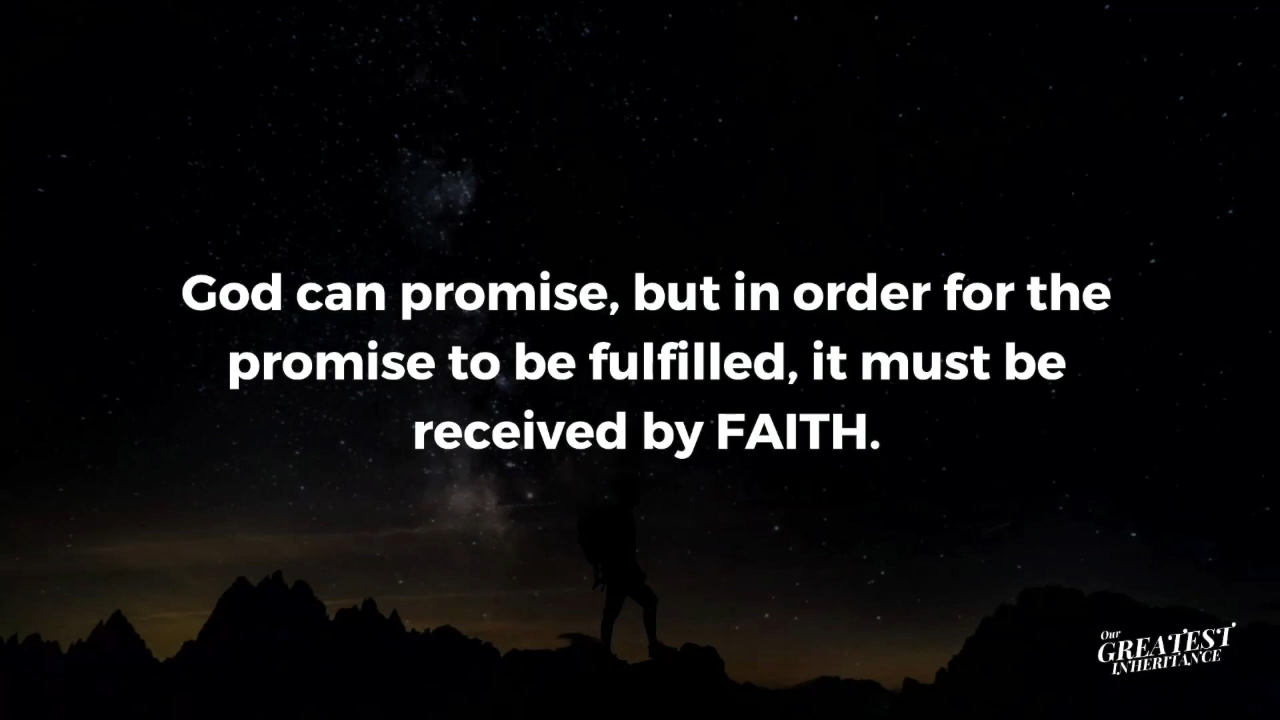 God can promise, but in order for the
promise to be fulfilled, it must be
received by FAITH.
Our
GREATEST
INHERITANCE